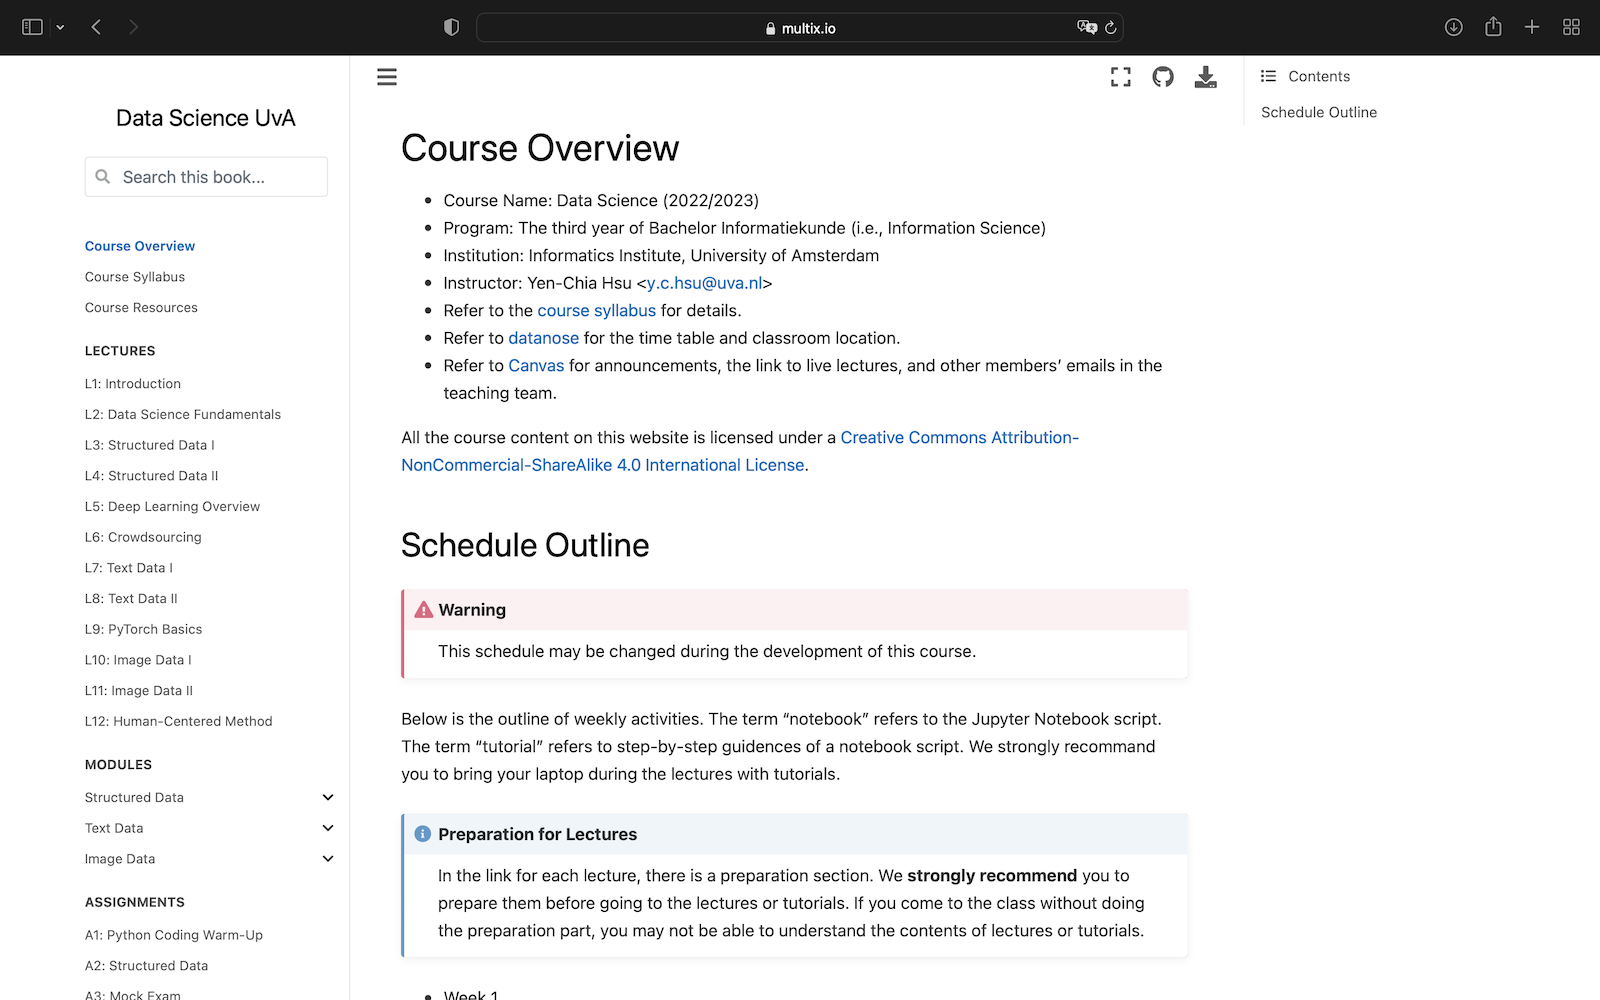 multix.io
Data Science UvA
Search this book...
Course Overview
Course Syllabus
Course Resources
LECTURES
L1: Introduction
L2: Data Science Fundamentals
L3: Structured Data I
L4: Structured Data II
L5: Deep Learning Overview
L6: Crowdsourcing
L7: Text Data I
L8: Text Data II
L9: PyTorch Basics
L10: Image Data I
L11: Image Data II
L12: Human-Centered Method
MODULES
Structured Data
Text Data
Image Data
ASSIGNMENTS
A1: Python Coding Warm-Up
A2: Structured Data
A3: Mock Exam
Course Overview
• Course Name: Data Science (2022/2023)
• Program: The third year of Bachelor Informatiekunde (i.e., Information Science)
• Institution: Informatics Institute, University of Amsterdam
• Instructor: Yen-Chia Hsu <y.c.hsu@uva.nl>
• Refer to the course syllabus for details.
• Refer to datanose for the time table and classroom location.
• Refer to Canvas for announcements, the link to live lectures, and other members’ emails in the
teaching team.
All the course content on this website is licensed under a Creative Commons Attribution-
NonCommercial-ShareAlike 4.0 International License.
Schedule Outline
Warning
This schedule may be changed during the development of this course.
Below is the outline of weekly activities. The term “notebook” refers to the Jupyter Notebook script.
The term “tutorial” refers to step-by-step guidences of a notebook script. We strongly recommand
you to bring your laptop during the lectures with tutorials.
Preparation for Lectures
In the link for each lecture, there is a preparation section. We strongly recommend you to
prepare them before going to the lectures or tutorials. If you come to the class without doing
the preparation part, you may not be able to understand the contents of lectures or tutorials.
• Week 1
Contents
Schedule Outline